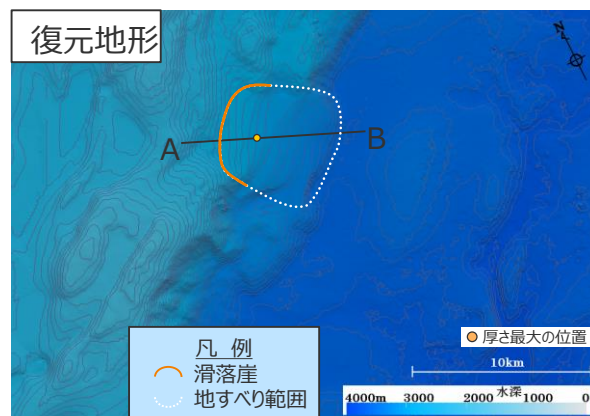 復元地形
N
A
B
凡 例
滑落崖
地すべり範囲
厚さ最大の位置
10km
4000m 3000 2000 水深 1000 0